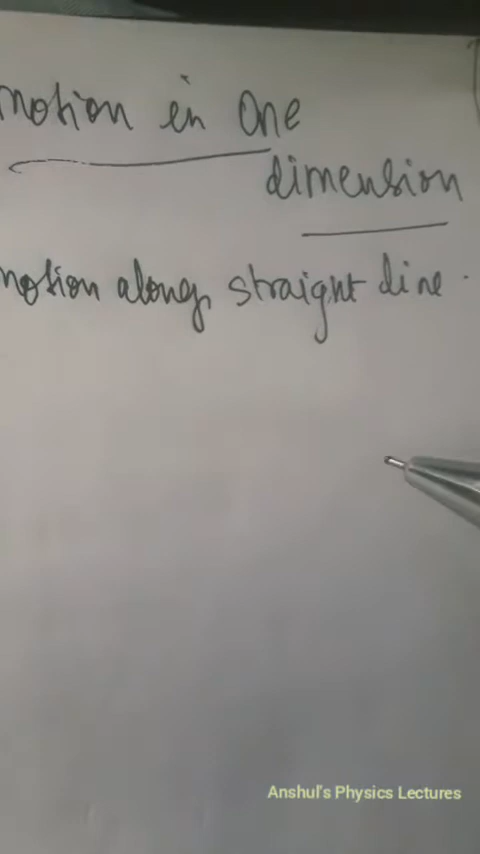 motion in One
dimension
motion along straight line.
Anshul's Physics Lectures